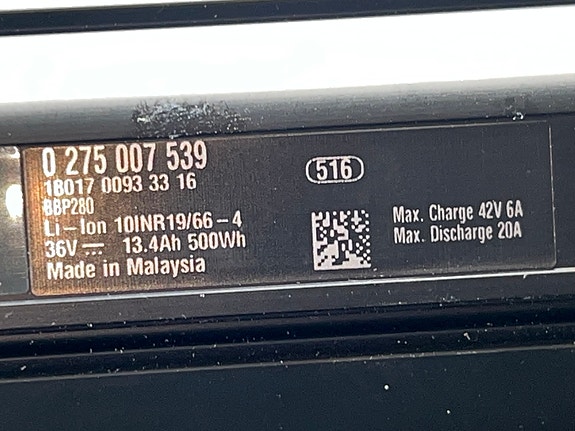 0 275 007 539
1B017 0093 33 16
BBP280
Li-Ion 10INR19/66-4
36V⎓ 13.4Ah 500Wh
Made in Malaysia
516
Max. Charge 42V 6A
Max. Discharge 20A